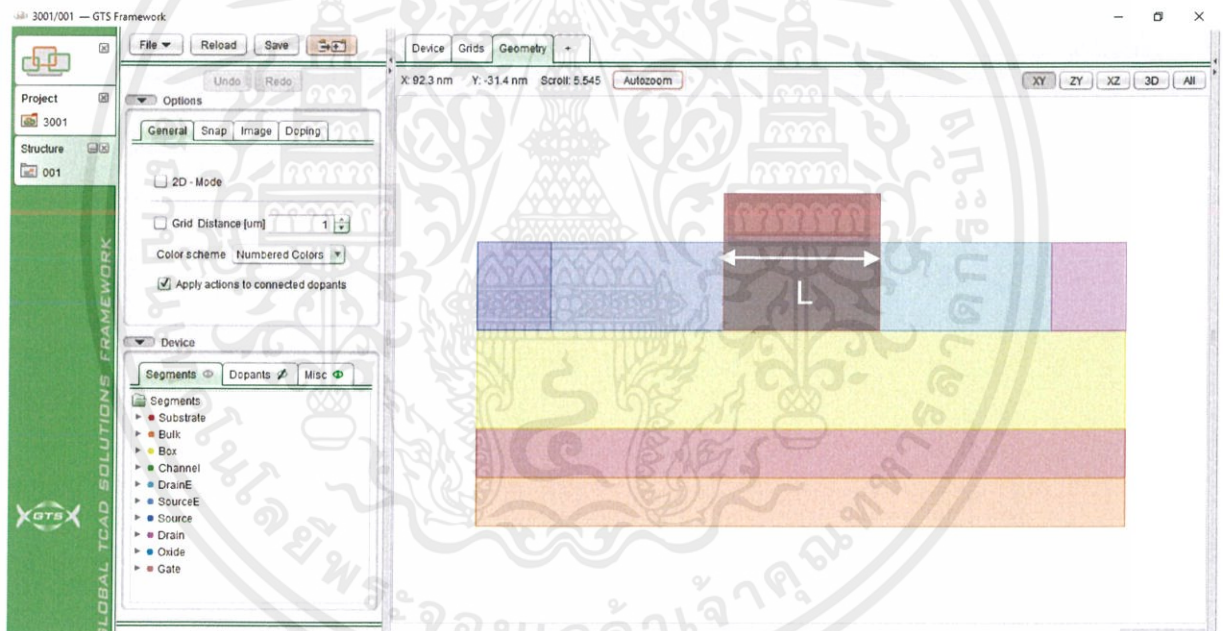 3001/001 — GTS Framework
File Reload Save
Device Grids Geometry +
Undo Redo
X: 92.3 nm Y: -31.4 nm Scroll: 5.545 Autozoom
XY ZY XZ 3D All
Project
3001
Structure
001
Options
General Snap Image Doping
2D - Mode
Grid Distance [um] 1
Color scheme Numbered Colors
Apply actions to connected dopants
L
Device
Segments Dopants Misc
Segments
Substrate
Bulk
Box
Channel
DrainE
SourceE
Source
Drain
Oxide
Gate
GTS
GLOBAL TCAD SOLUTIONS FRAMEWORK